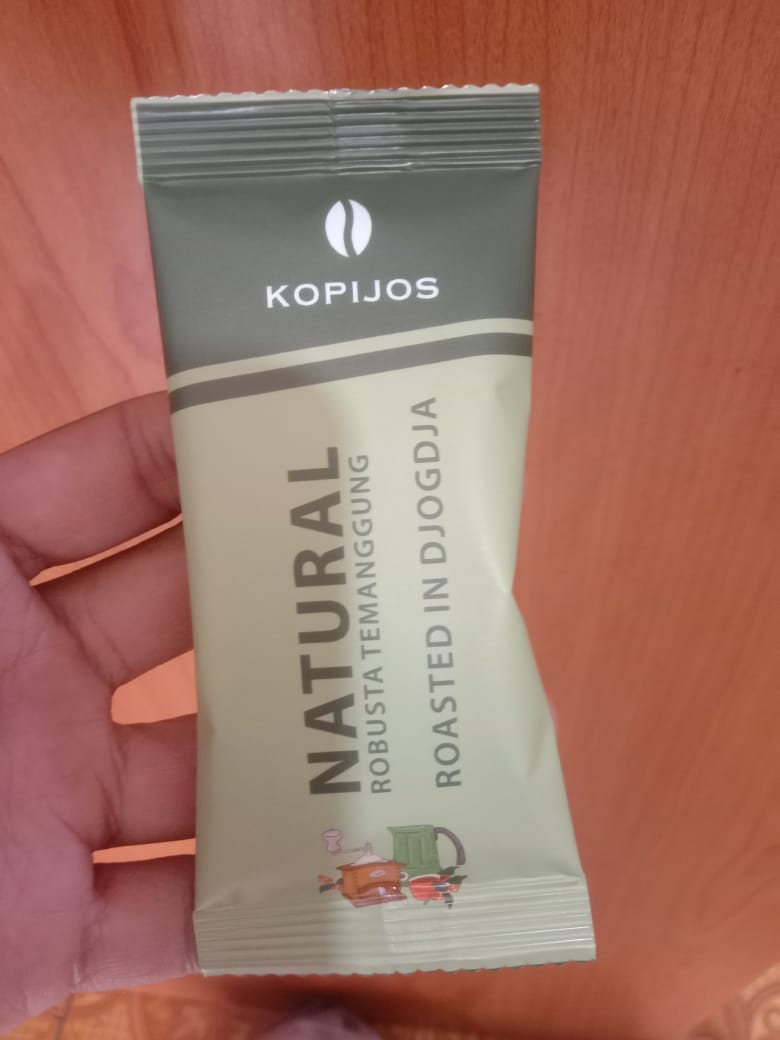 KOPIJOS
NATURAL
ROBUSTA TEMANGGUNG
ROASTED IN DJOGDJA